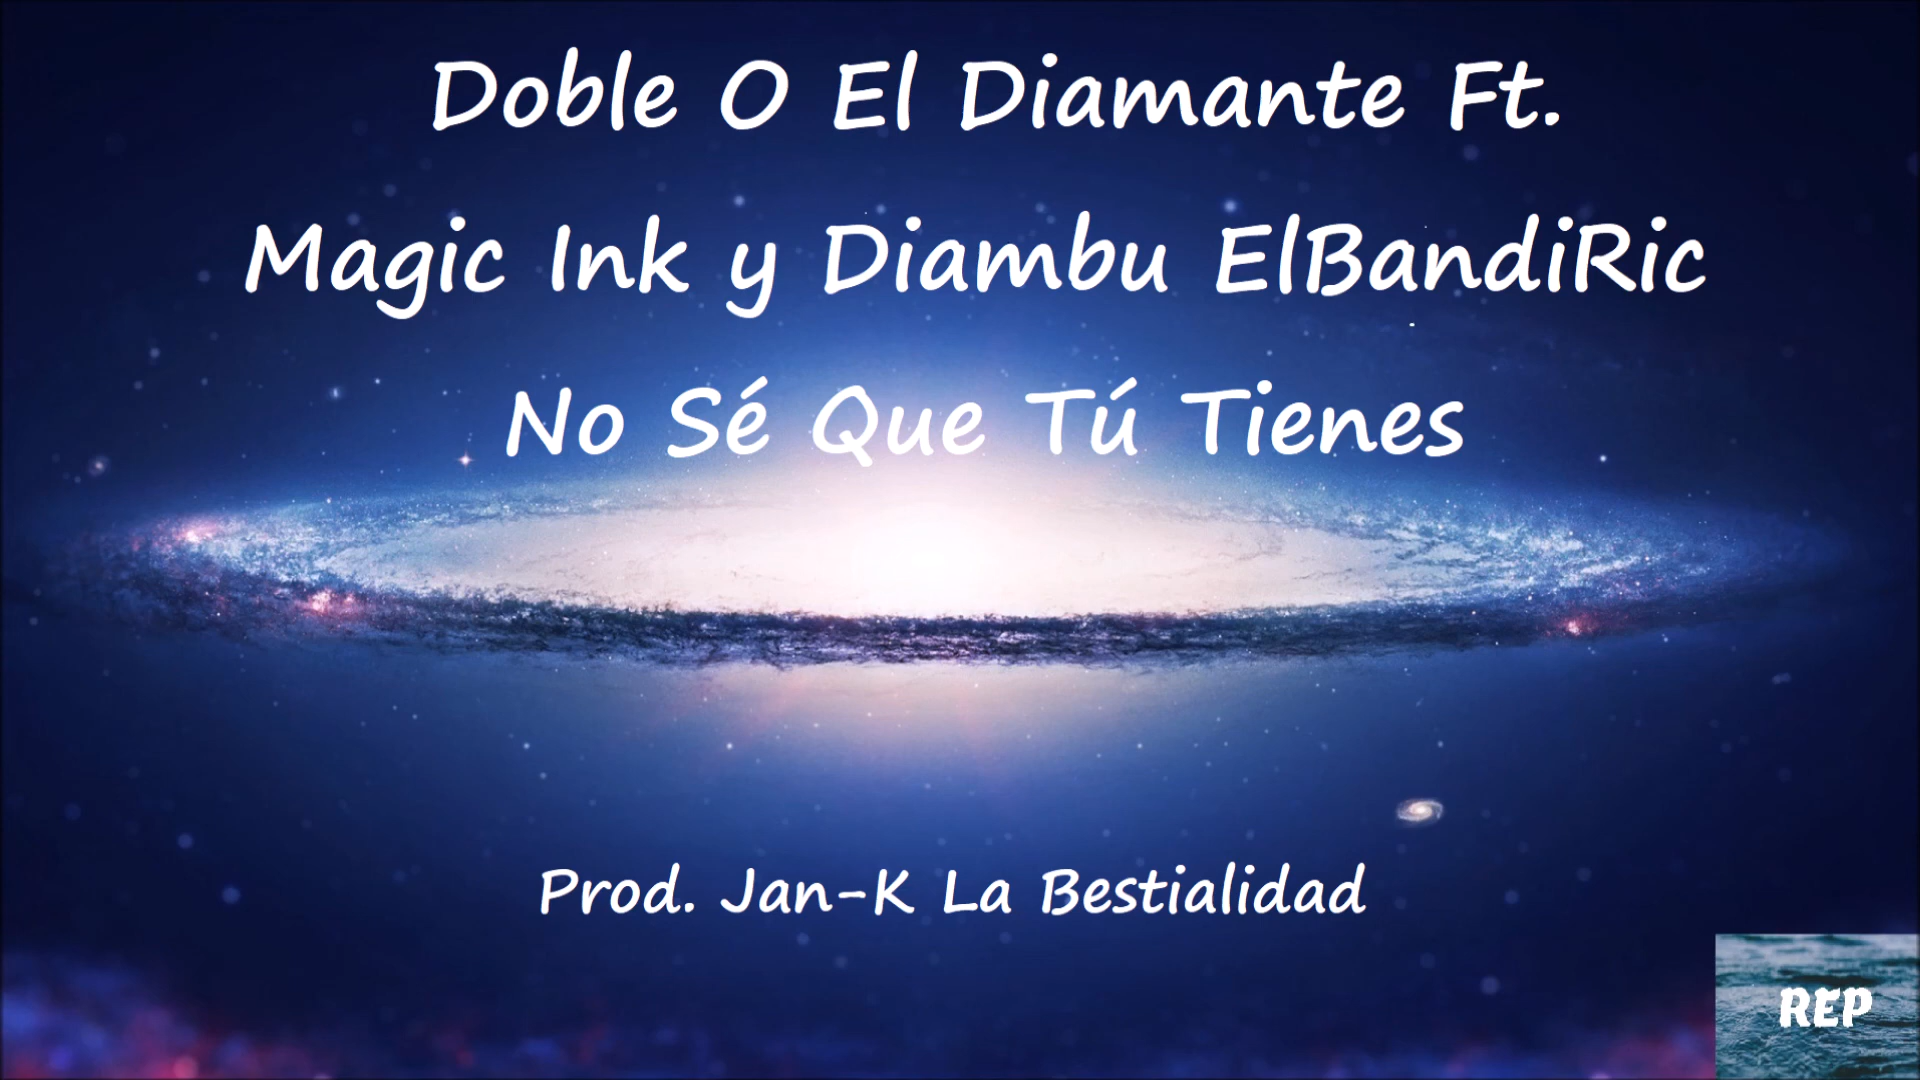 Doble O El Diamante Ft.
Magic Ink y Diambu ElBandiRic
No Sé Que Tú Tienes
Prod. Jan-K La Bestialidad
REP